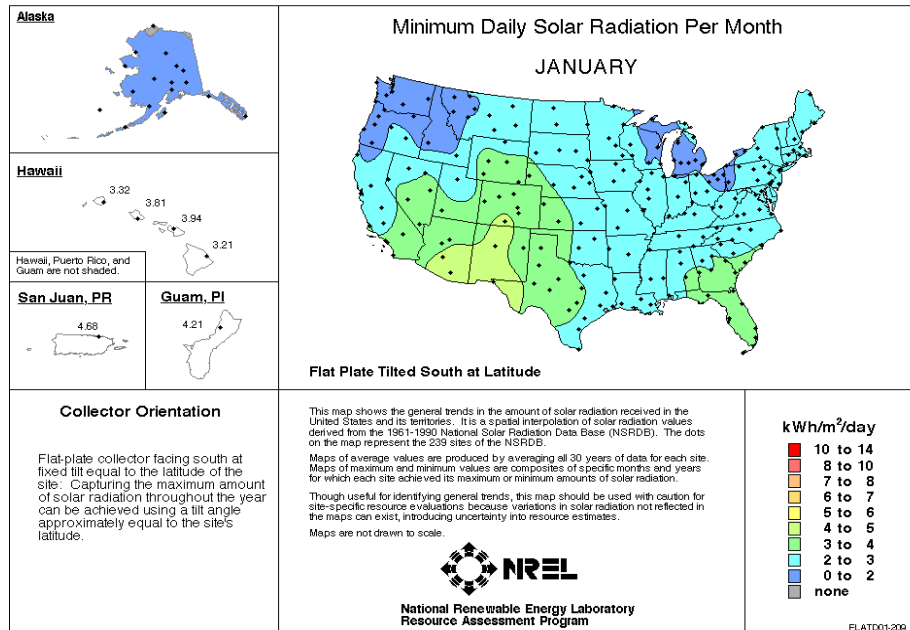 Alaska
Minimum Daily Solar Radiation Per Month
JANUARY
Hawaii
3.32
3.81
3.94
3.21
Hawaii, Puerto Rico, and
Guam are not shaded.
San Juan, PR
4.68
Guam, PI
4.21
Flat Plate Tilted South at Latitude
Collector Orientation
Flat-plate collector facing south at
fixed tilt equal to the latitude of the
site: Capturing the maximum amount
of solar radiation throughout the year
can be achieved using a tilt angle
approximately equal to the site's
latitude.
This map shows the general trends in the amount of solar radiation received in the
United States and its territories. It is a spatial interpolation of solar radiation values
derived from the 1961-1990 National Solar Radiation Data Base (NSRDB). The dots
on the map represent the 239 sites of the NSRDB.
Maps of average values are produced by averaging all 30 years of data for each site.
Maps of maximum and minimum values are composites of specific months and years
for which each site achieved its maximum or minimum amounts of solar radiation.
Though useful for identifying general trends, this map should be used with caution for
site-specific resource evaluations because variations in solar radiation not reflected in
the maps can exist, introducing uncertainty into resource estimates.
Maps are not drawn to scale.
NREL
National Renewable Energy Laboratory
Resource Assessment Program
kWh/m²/day
10 to 14
8 to 10
7 to 8
6 to 7
5 to 6
4 to 5
3 to 4
2 to 3
0 to 2
none
FLATD01-209